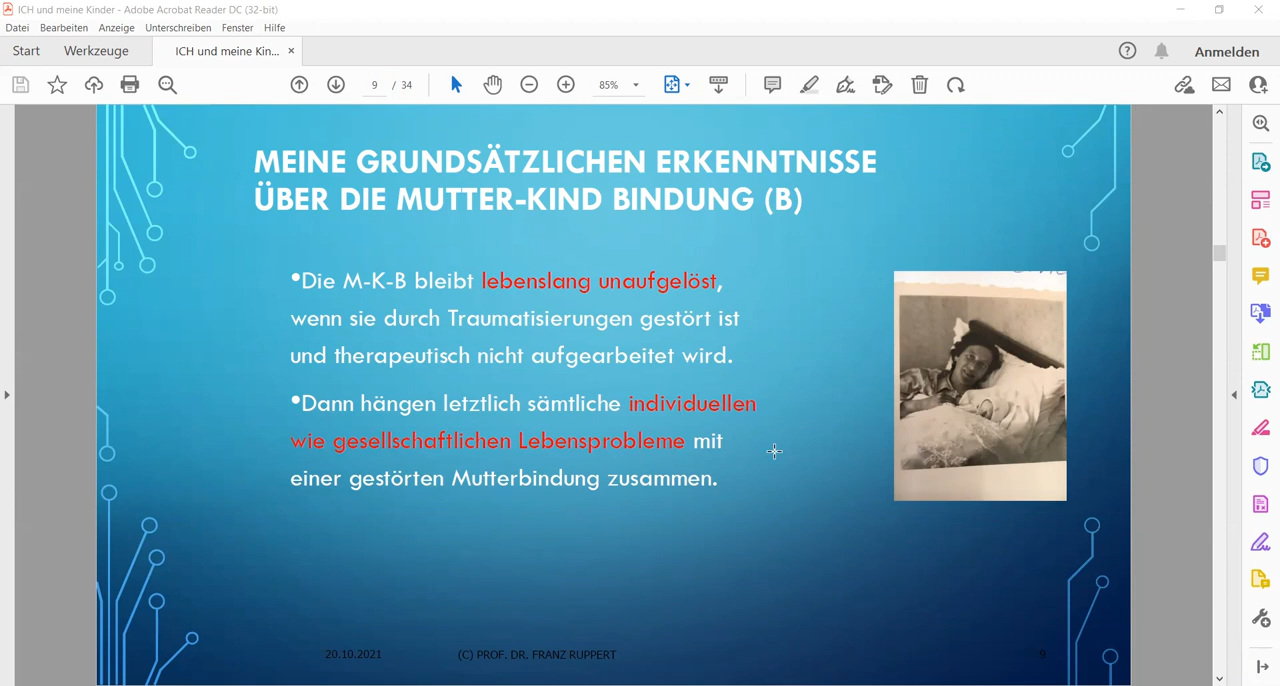 ICH und meine Kinder - Adobe Acrobat Reader DC (32-bit)
Datei Bearbeiten Anzeige Unterschreiben Fenster Hilfe
Start Werkzeuge ICH und meine Kin... × Anmelden
9 / 34 85%
MEINE GRUNDSÄTZLICHEN ERKENNTNISSE
ÜBER DIE MUTTER-KIND BINDUNG (B)
•Die M-K-B bleibt lebenslang unaufgelöst,
wenn sie durch Traumatisierungen gestört ist
und therapeutisch nicht aufgearbeitet wird.
•Dann hängen letztlich sämtliche individuellen
wie gesellschaftlichen Lebensprobleme mit
einer gestörten Mutterbindung zusammen.
20.10.2021 (C) PROF. DR. FRANZ RUPPERT 9